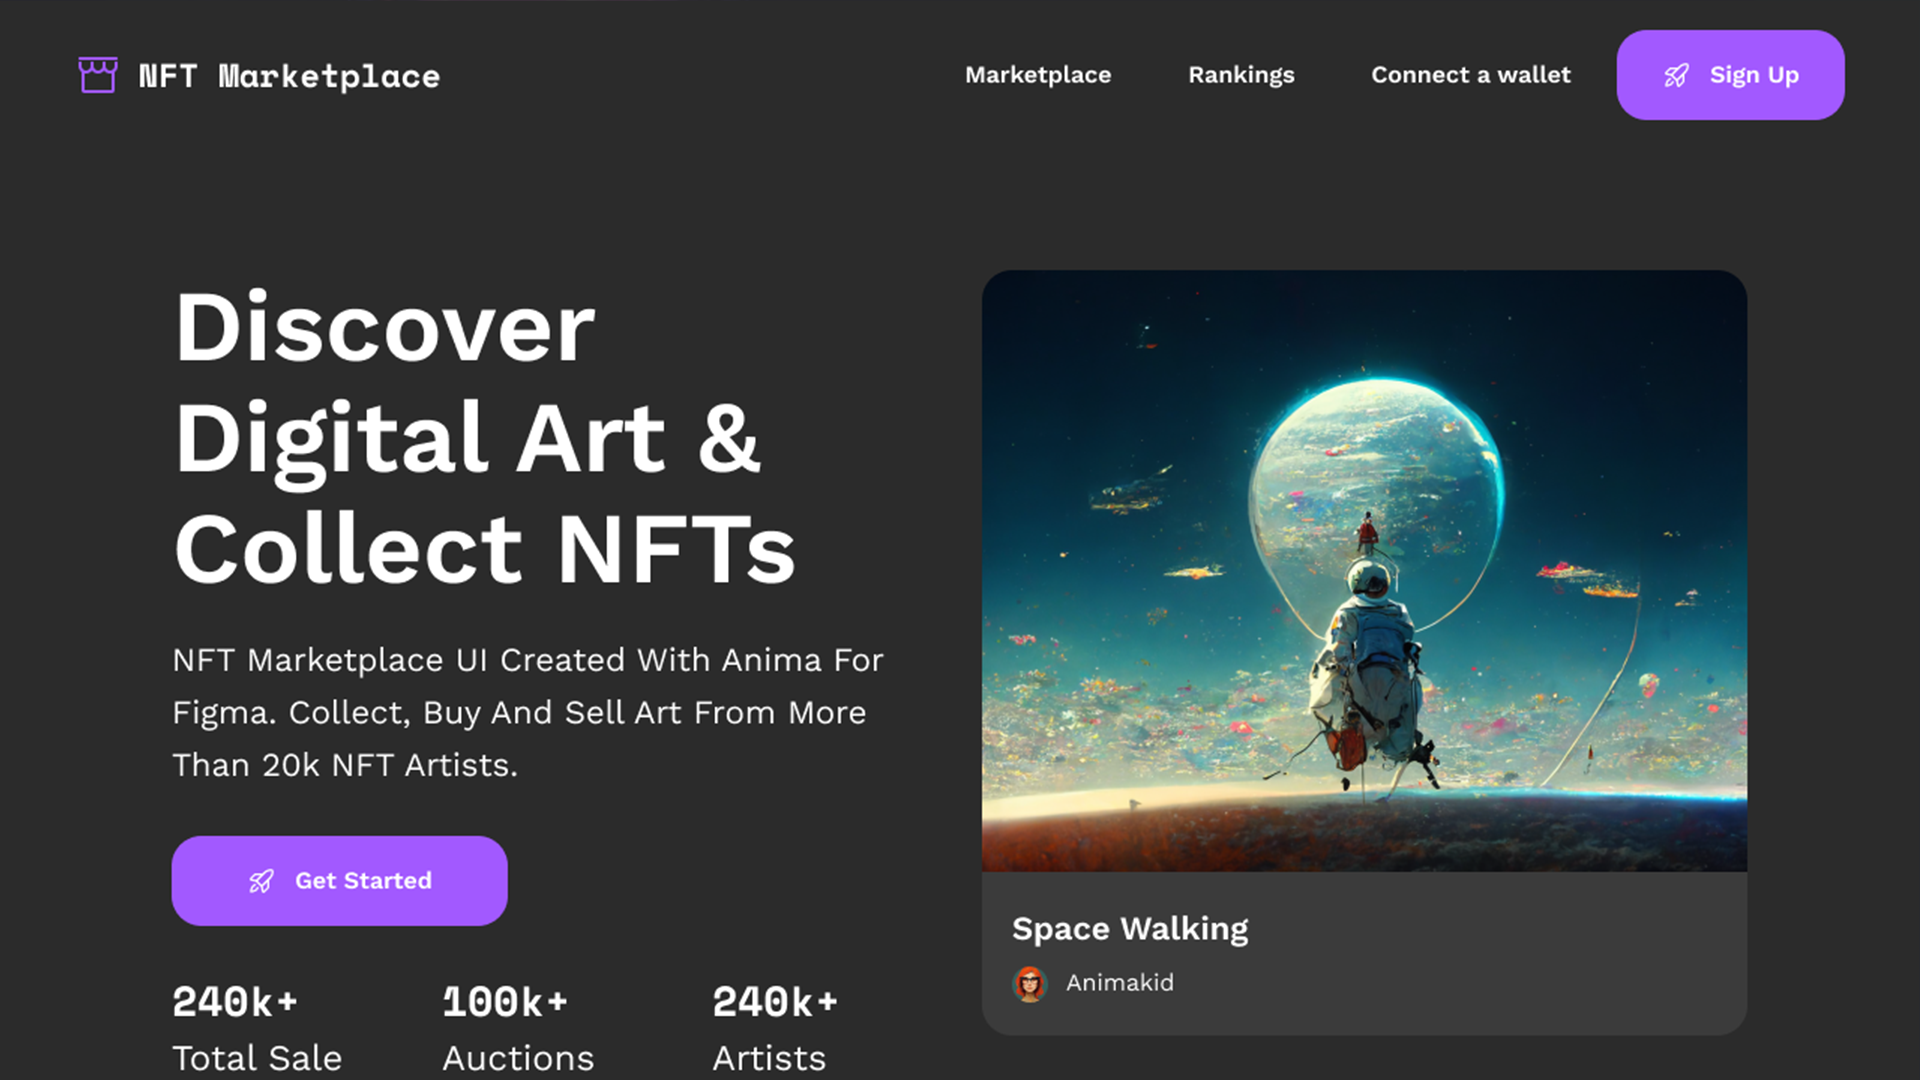 NFT Marketplace
Marketplace
Rankings
Connect a wallet
Sign Up
Discover
Digital Art &
Collect NFTs
NFT Marketplace UI Created With Anima For
Figma. Collect, Buy And Sell Art From More
Than 20k NFT Artists.
Get Started
240k+
Total Sale
100k+
Auctions
240k+
Artists
Space Walking
Animakid